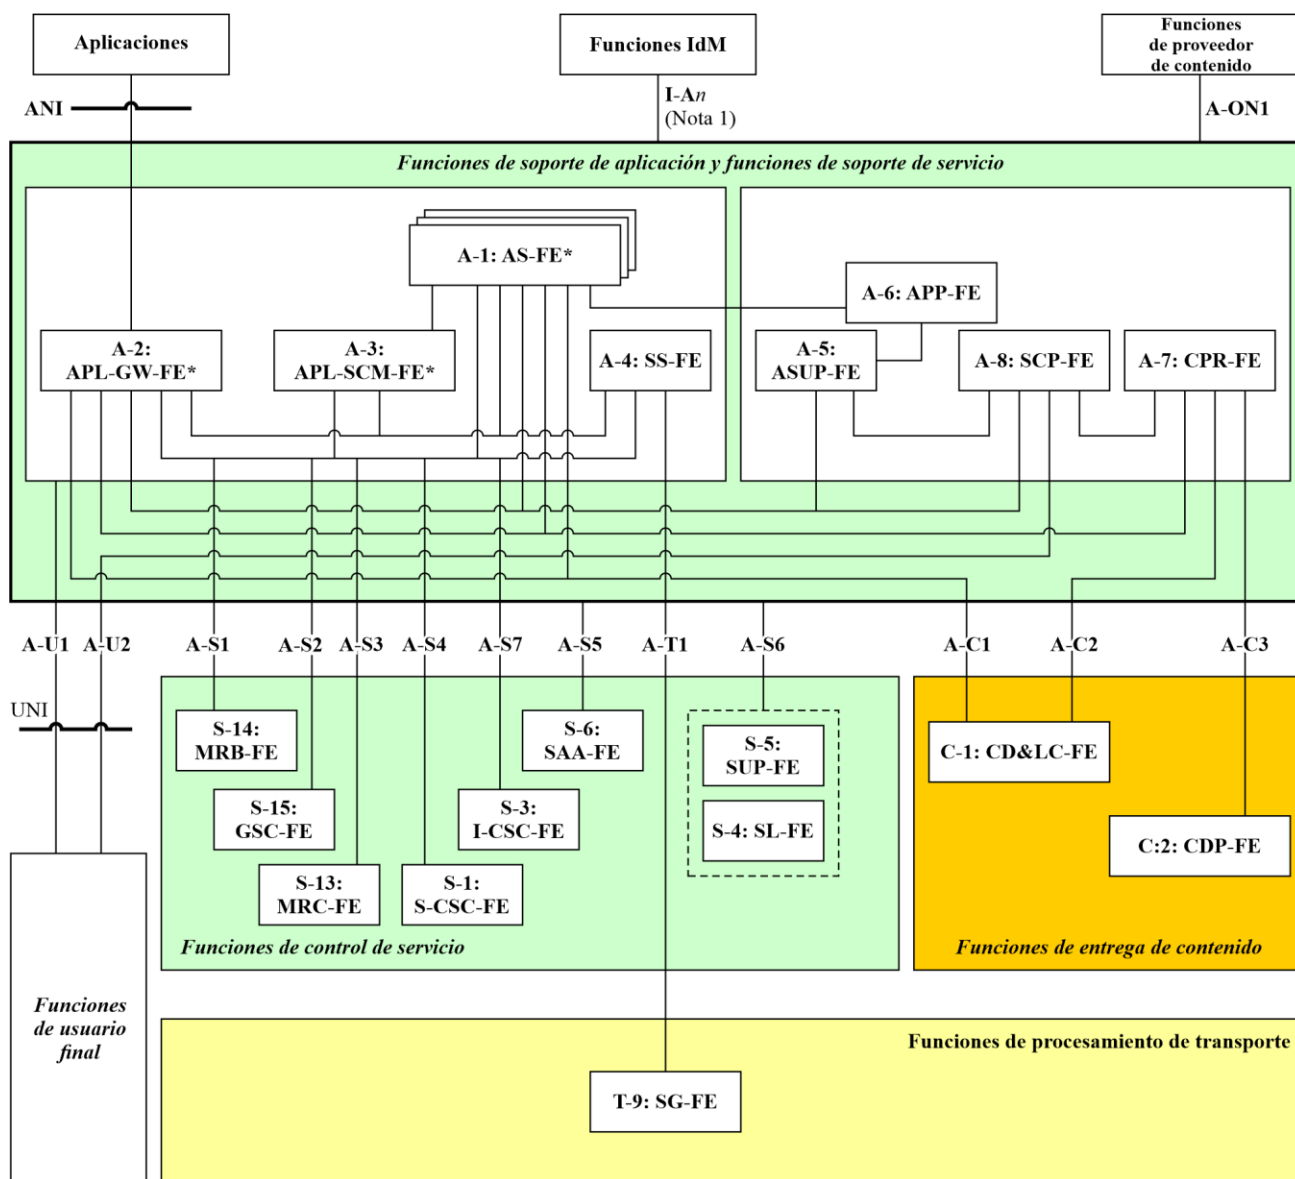 Aplicaciones
Funciones IdM
Funciones
de proveedor
de contenido
ANI
I-An
(Nota 1)
A-ON1
Funciones de soporte de aplicación y funciones de soporte de servicio
A-1: AS-FE*
A-6: APP-FE
A-2:
APL-GW-FE*
A-3:
APL-SCM-FE*
A-4: SS-FE
A-5:
ASUP-FE
A-8: SCP-FE
A-7: CPR-FE
A-U1
A-U2
A-S1
A-S2
A-S3
A-S4
A-S7
A-S5
A-T1
A-S6
A-C1
A-C2
A-C3
UNI
S-14:
MRB-FE
S-6:
SAA-FE
S-5:
SUP-FE
C-1: CD&LC-FE
S-15:
GSC-FE
S-3:
I-CSC-FE
S-4: SL-FE
C:2: CDP-FE
S-13:
MRC-FE
S-1:
S-CSC-FE
Funciones de control de servicio
Funciones de entrega de contenido
Funciones
de usuario
final
Funciones de procesamiento de transporte
T-9: SG-FE